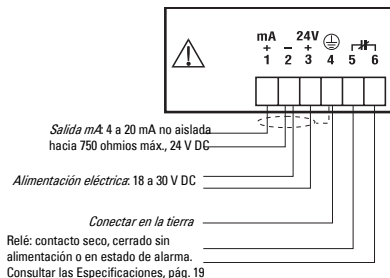 mA 24V
+ – +
1 2 3 4 5 6
Salida mA: 4 a 20 mA no aislada
hacia 750 ohmios máx., 24 V DC
Alimentación eléctrica: 18 a 30 V DC
Conectar en la tierra
Relé: contacto seco, cerrado sin
alimentación o en estado de alarma.
Consultar las Especificaciones, pág. 19